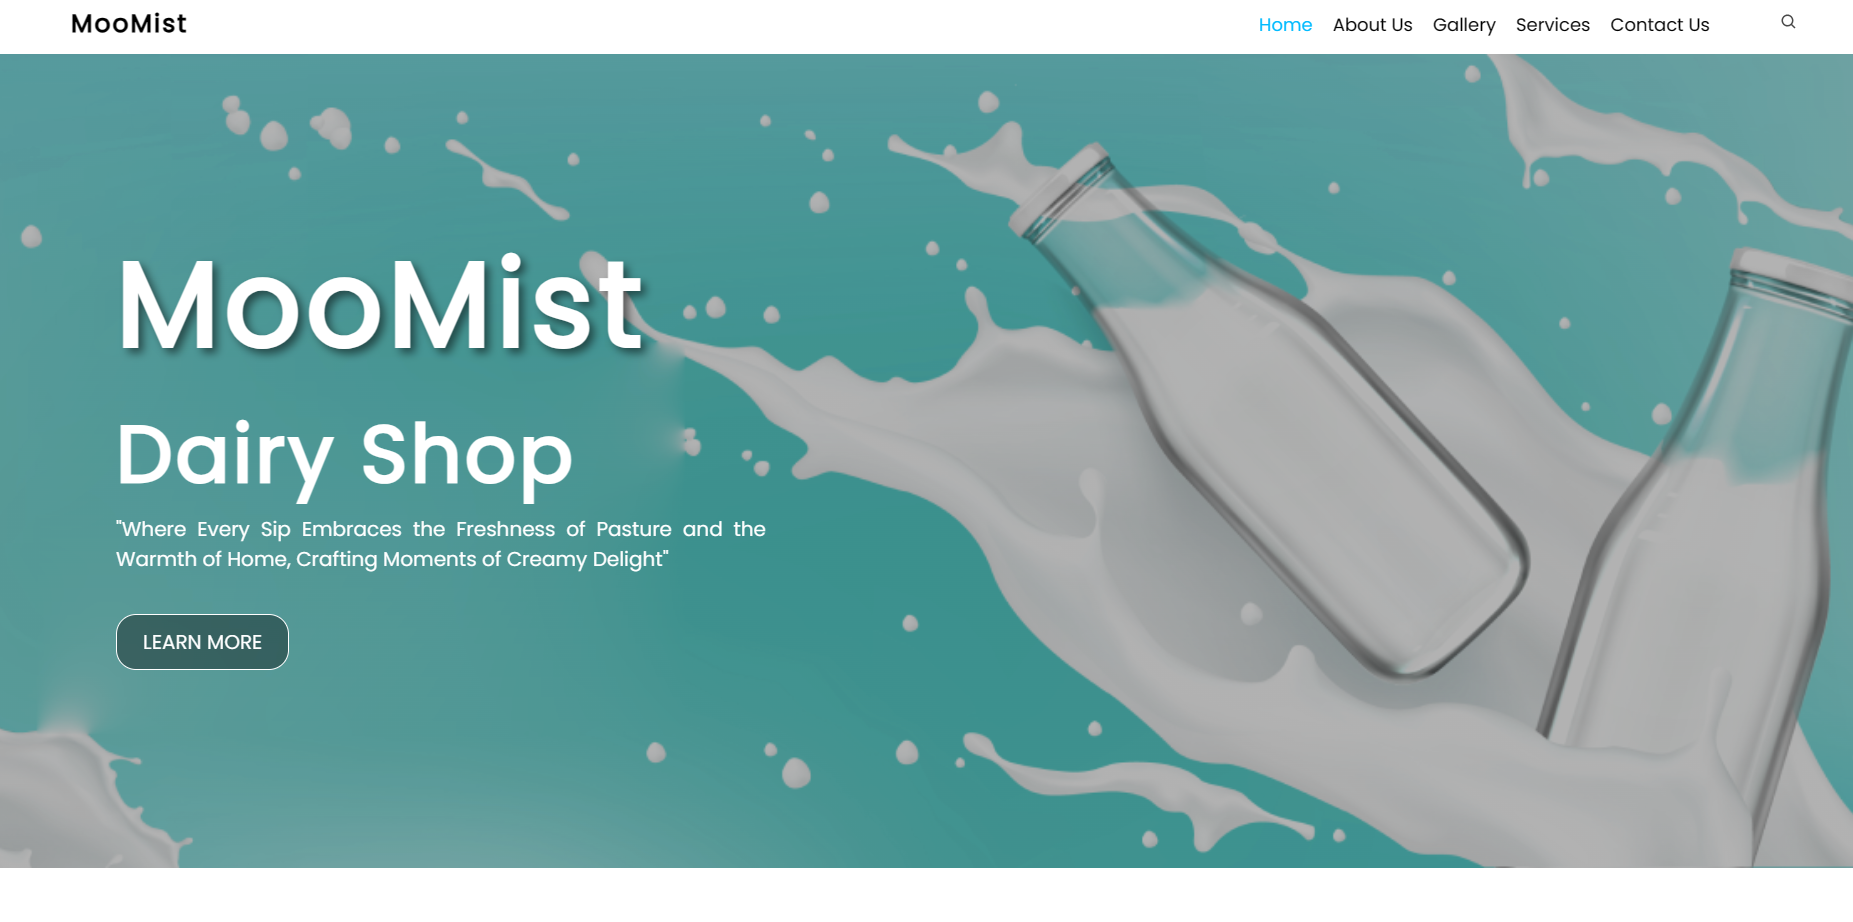 MooMist
Home About Us Gallery Services Contact Us
MooMist
Dairy Shop
"Where Every Sip Embraces the Freshness of Pasture and the
Warmth of Home, Crafting Moments of Creamy Delight"
LEARN MORE